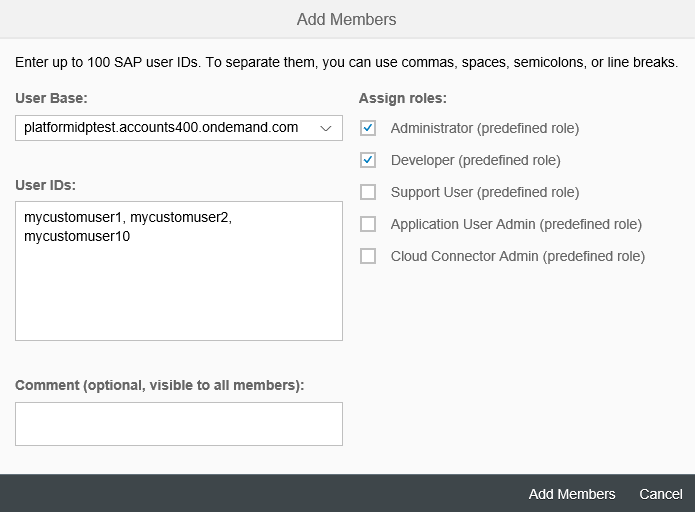 Add Members
Enter up to 100 SAP user IDs. To separate them, you can use commas, spaces, semicolons, or line breaks.
User Base:
platformidptest.accounts400.ondemand.com
User IDs:
mycustomuser1, mycustomuser2,
mycustomuser10
Comment (optional, visible to all members):
Assign roles:
Administrator (predefined role)
Developer (predefined role)
Support User (predefined role)
Application User Admin (predefined role)
Cloud Connector Admin (predefined role)
Add Members
Cancel